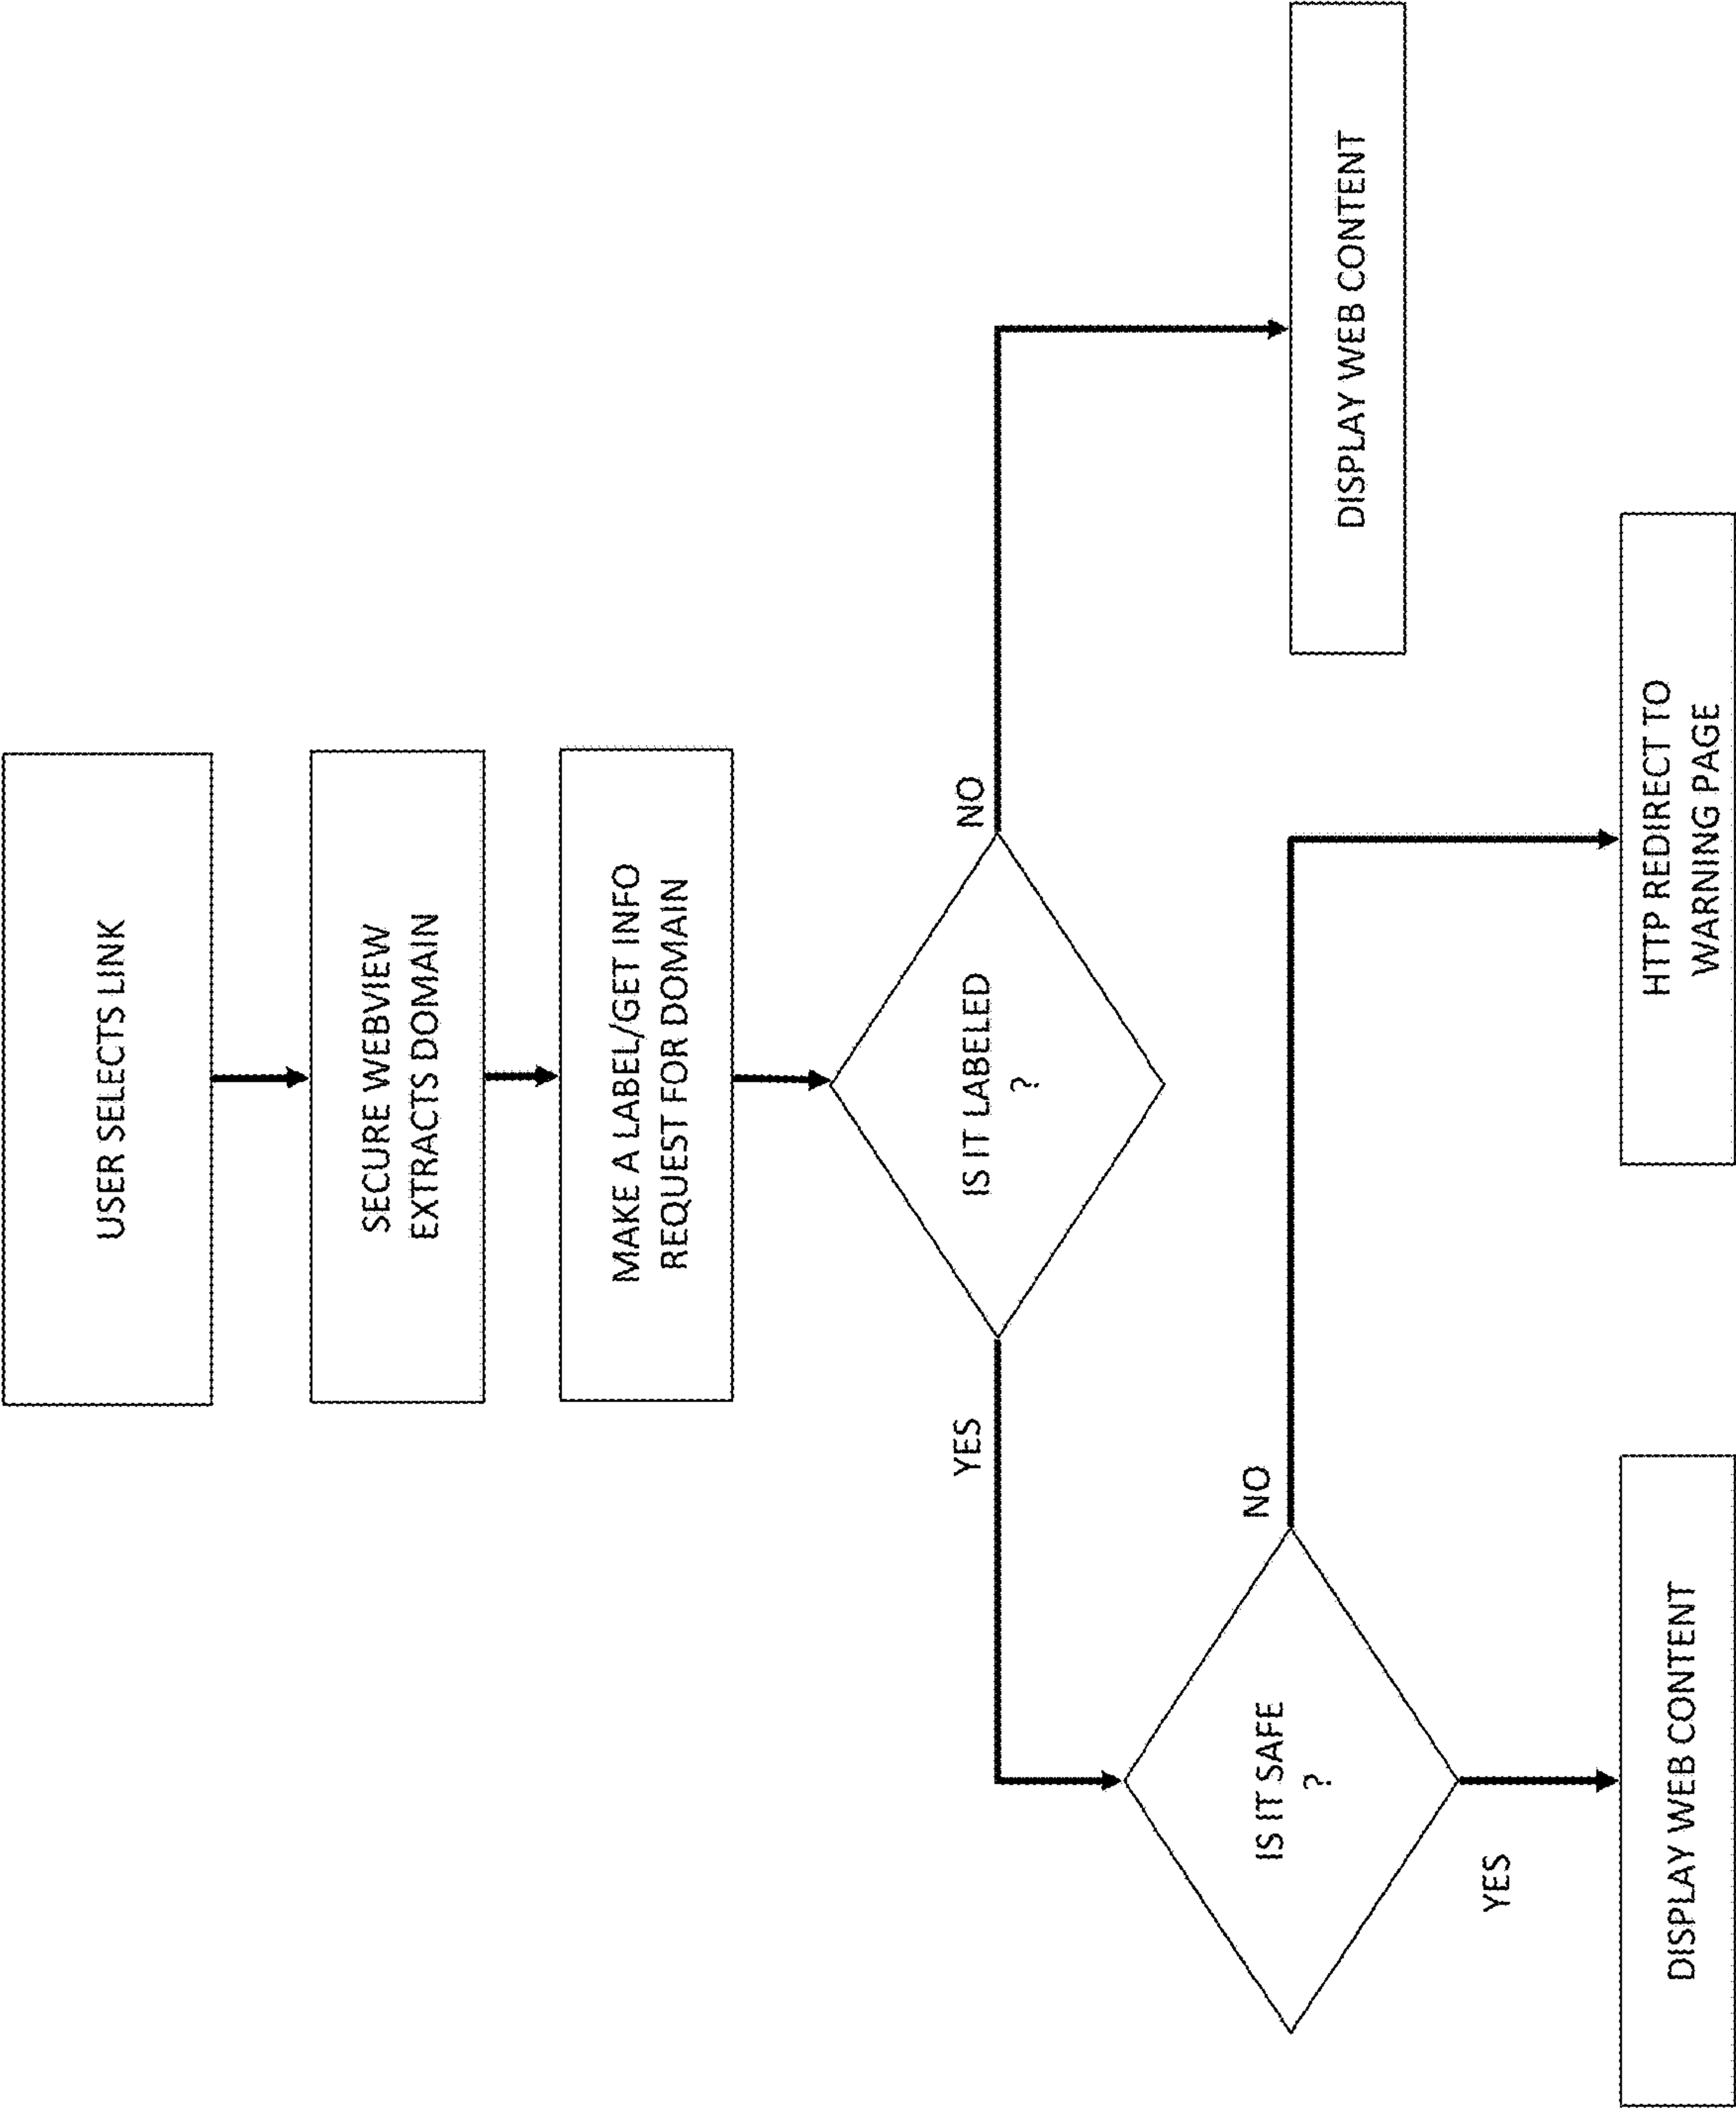 USER SELECTS LINK
SECURE WEBVIEW
EXTRACTS DOMAIN
MAKE A LABEL/GET INFO
REQUEST FOR DOMAIN
IS IT LABELED
?
YES
NO
IS IT SAFE
?
NO
DISPLAY WEB CONTENT
YES
DISPLAY WEB CONTENT
HTTP REDIRECT TO
WARNING PAGE